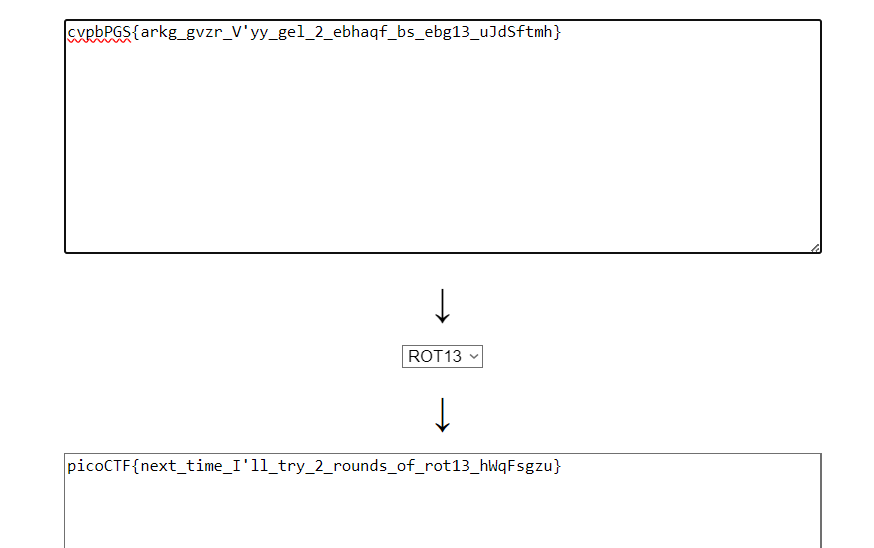 cvpbPGS{arkg_gvzr_V'yy_gel_2_ebhaqf_bs_ebg13_uJdSftmh}
↓
ROT13
↓
picoCTF{next_time_I'll_try_2_rounds_of_rot13_hWqFsgzu}